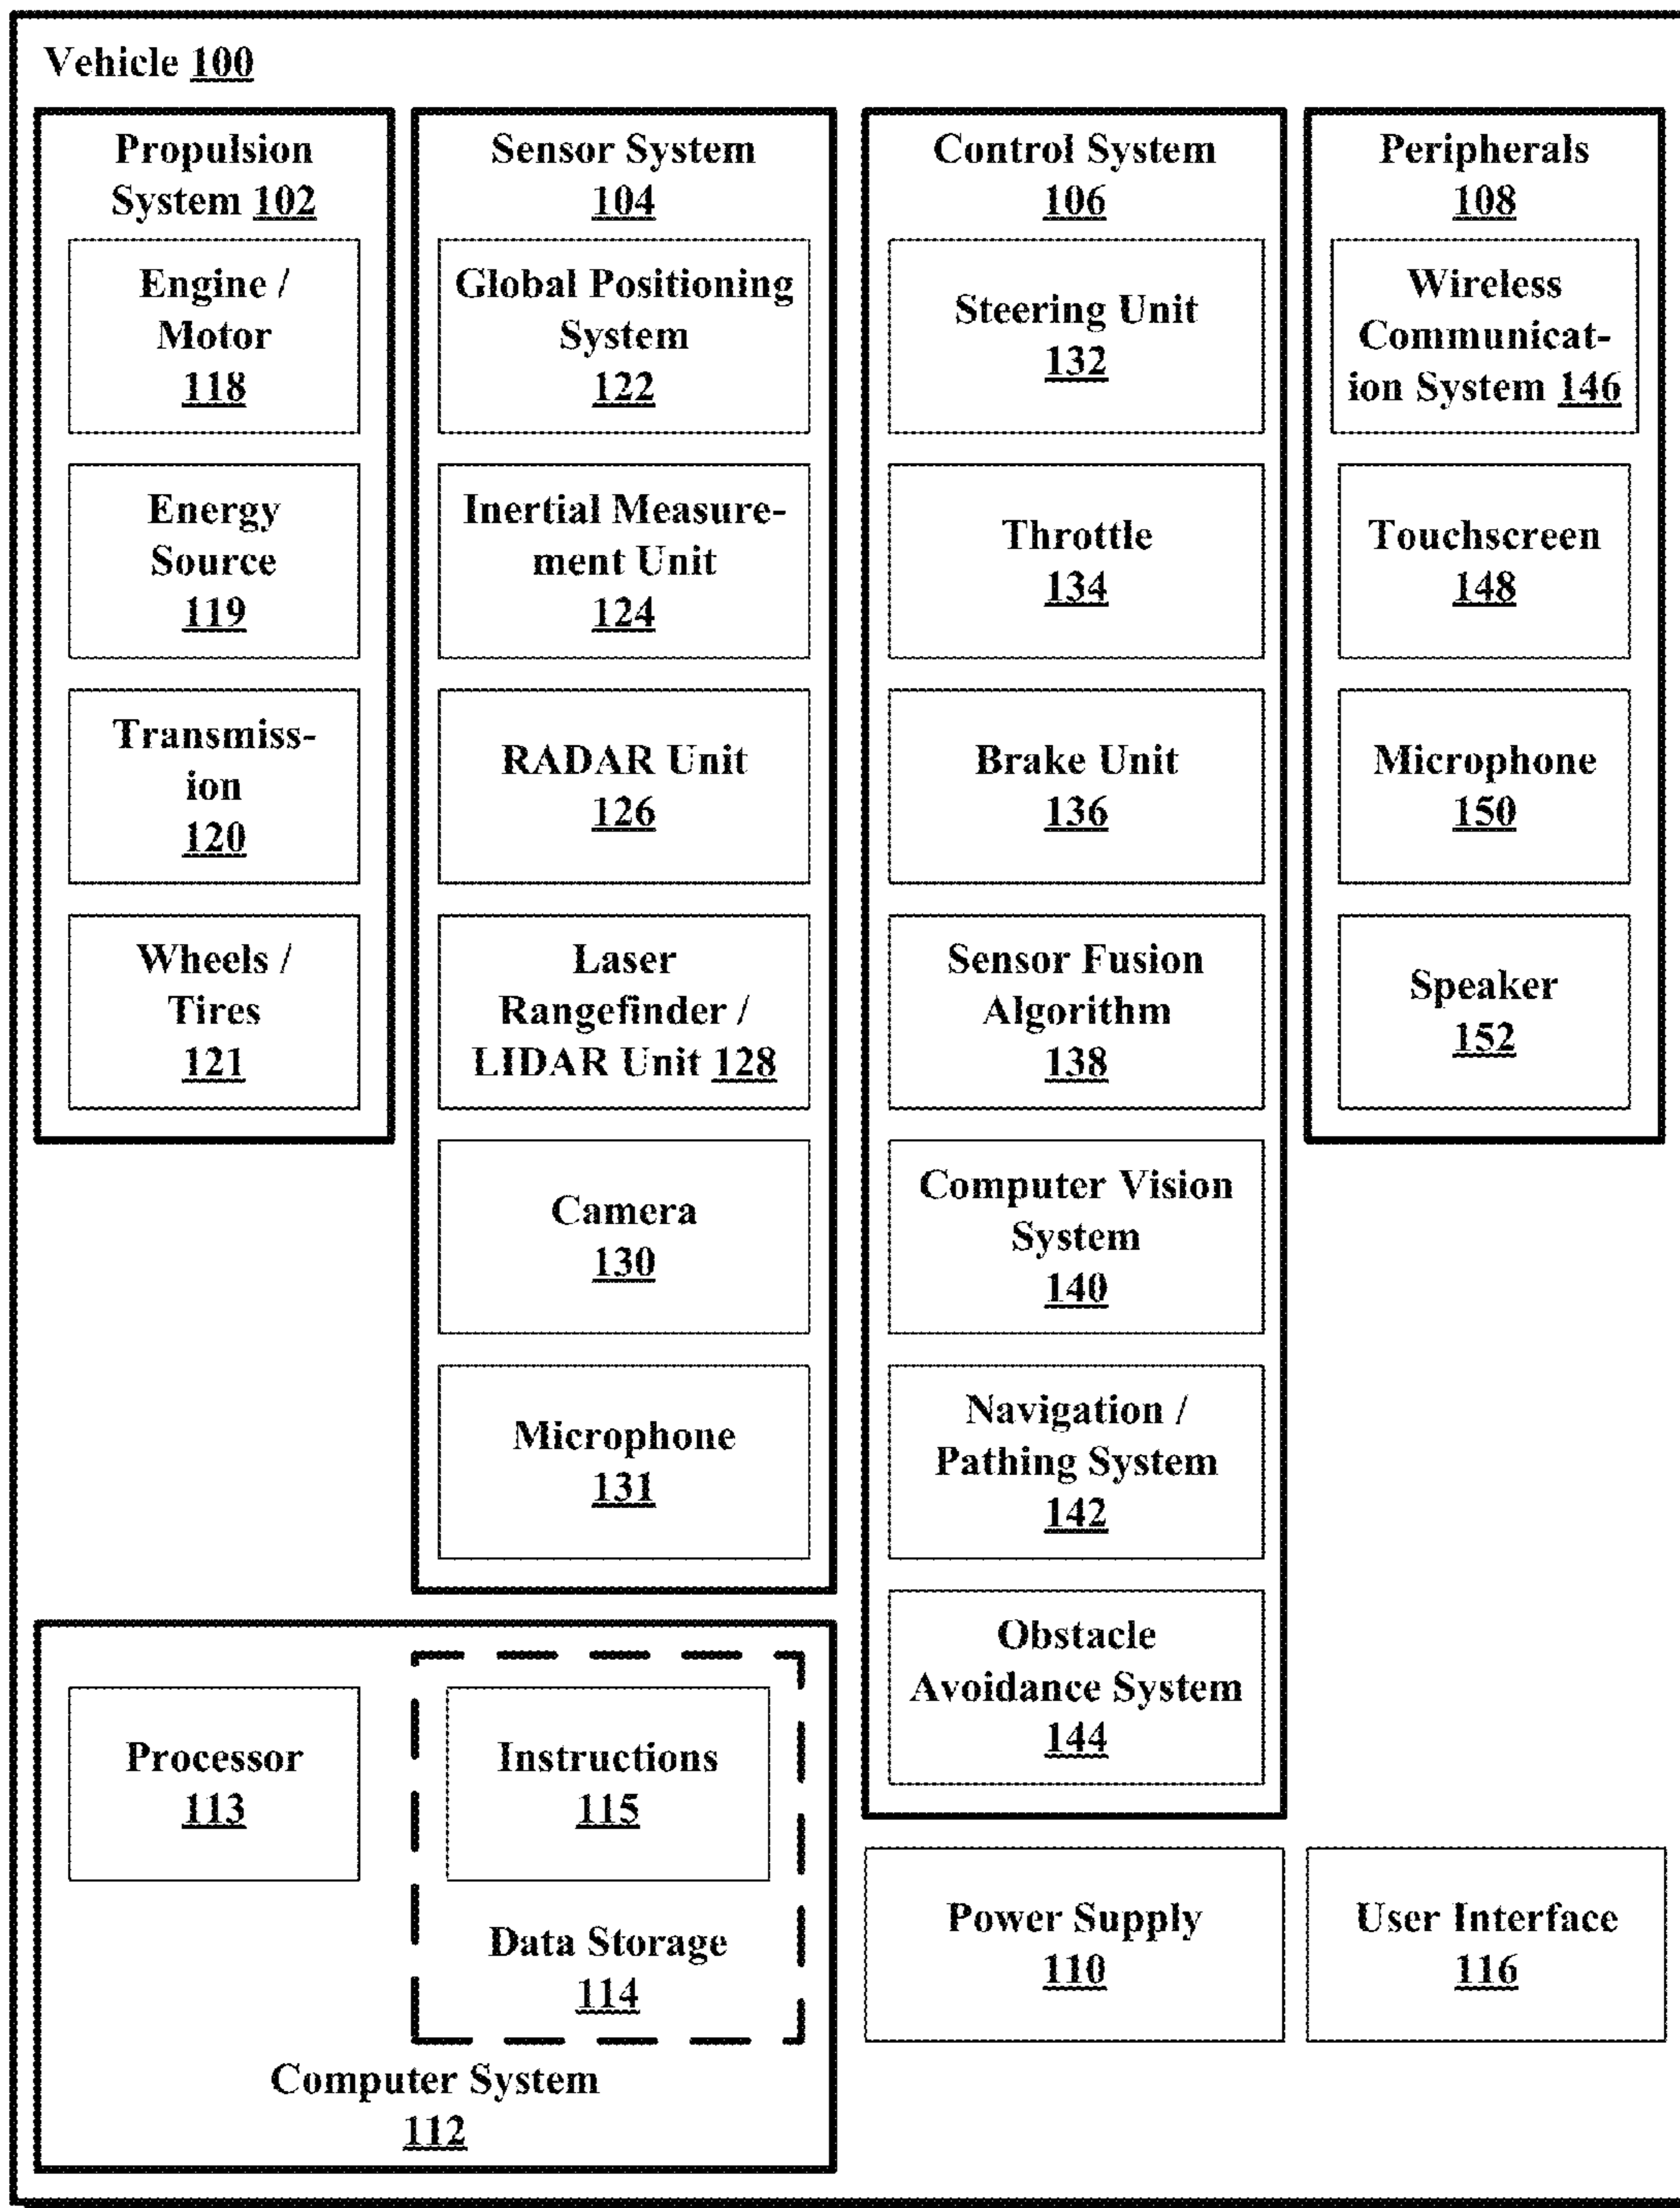 Vehicle 100
Propulsion
System 102
Engine /
Motor
118
Energy
Source
119
Transmiss-
ion
120
Wheels /
Tires
121
Sensor System
104
Global Positioning
System
122
Inertial Measure-
ment Unit
124
RADAR Unit
126
Laser
Rangefinder /
LIDAR Unit 128
Camera
130
Microphone
131
Control System
106
Steering Unit
132
Throttle
134
Brake Unit
136
Sensor Fusion
Algorithm
138
Computer Vision
System
140
Navigation /
Pathing System
142
Obstacle
Avoidance System
144
Peripherals
108
Wireless
Communicat-
ion System 146
Touchscreen
148
Microphone
150
Speaker
152
Processor
113
Instructions
115
Data Storage
114
Computer System
112
Power Supply
110
User Interface
116